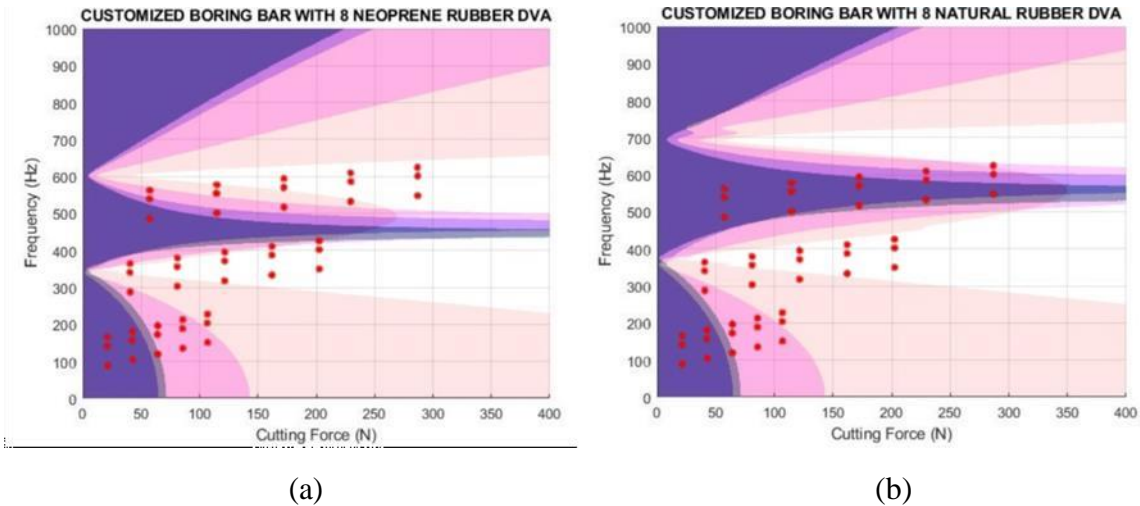 CUSTOMIZED BORING BAR WITH 8 NEOPRENE RUBBER DVA
1000
900
800
700
600
500
400
300
200
100
0
Frequency (Hz)
0 50 100 150 200 250 300 350 400
Cutting Force (N)
(a)
CUSTOMIZED BORING BAR WITH 8 NATURAL RUBBER DVA
1000
900
800
700
600
500
400
300
200
100
0
Frequency (Hz)
0 50 100 150 200 250 300 350 400
Cutting Force (N)
(b)